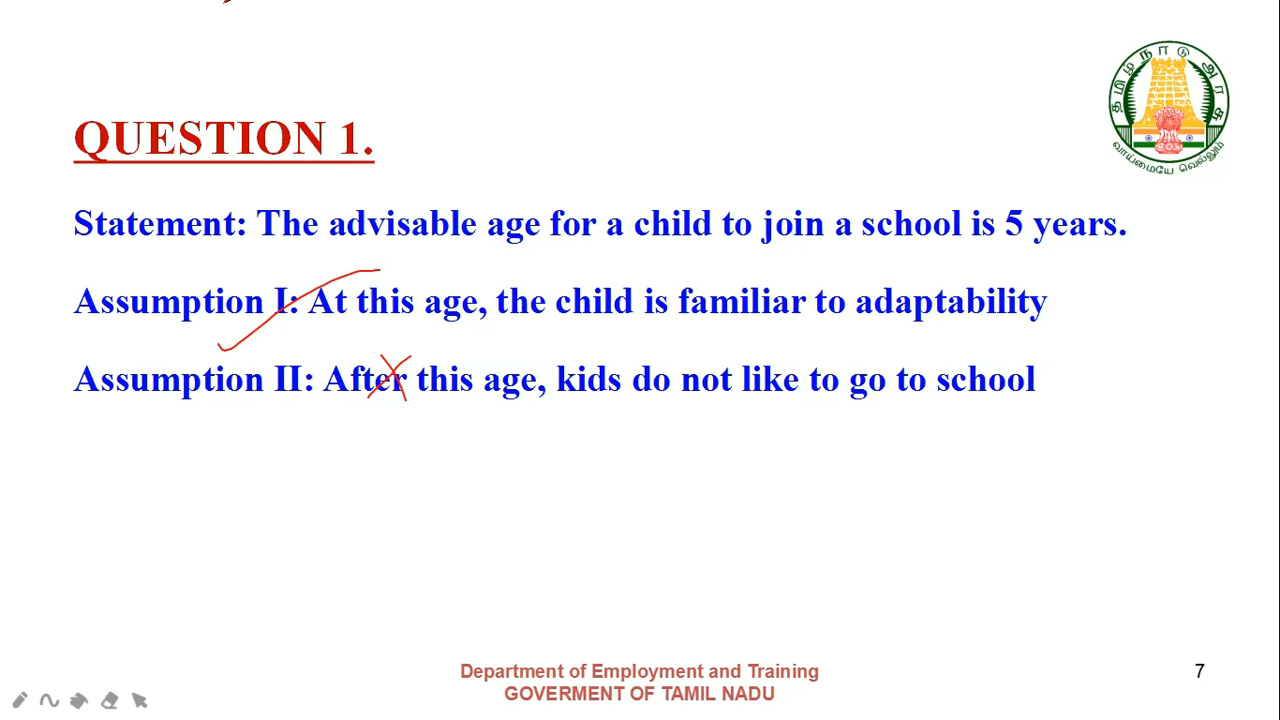 தமிழ்நாடு அரசு
வாய்மையே வெல்லும்
QUESTION 1.
Statement: The advisable age for a child to join a school is 5 years.
Assumption I: At this age, the child is familiar to adaptability
Assumption II: After this age, kids do not like to go to school
Department of Employment and Training
GOVERMENT OF TAMIL NADU
7